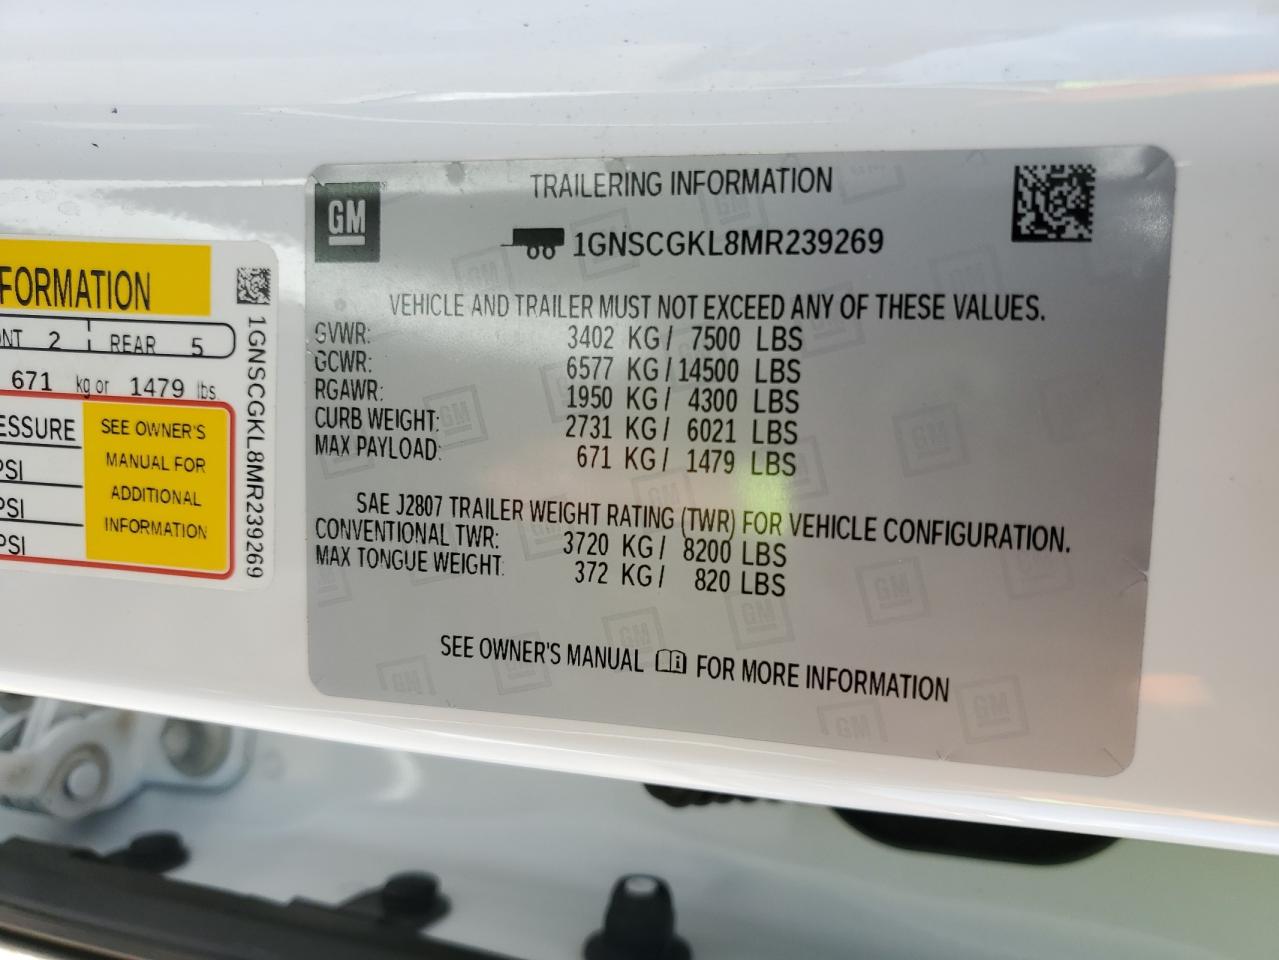 FORMATION
NT 2 REAR 5
671 kg or 1479 lbs.
ESSURE
PSI
PSI
PSI
SEE OWNER'S
MANUAL FOR
ADDITIONAL
INFORMATION
1GNSCGKL8MR239269
GM
TRAILERING INFORMATION
1GNSCGKL8MR239269
VEHICLE AND TRAILER MUST NOT EXCEED ANY OF THESE VALUES.
GVWR: 3402 KG/ 7500 LBS
GCWR: 6577 KG/14500 LBS
RGAWR: 1950 KG/ 4300 LBS
CURB WEIGHT: 2731 KG/ 6021 LBS
MAX PAYLOAD: 671 KG/ 1479 LBS
SAE J2807 TRAILER WEIGHT RATING (TWR) FOR VEHICLE CONFIGURATION.
CONVENTIONAL TWR: 3720 KG/ 8200 LBS
MAX TONGUE WEIGHT: 372 KG/ 820 LBS
SEE OWNER'S MANUAL FOR MORE INFORMATION